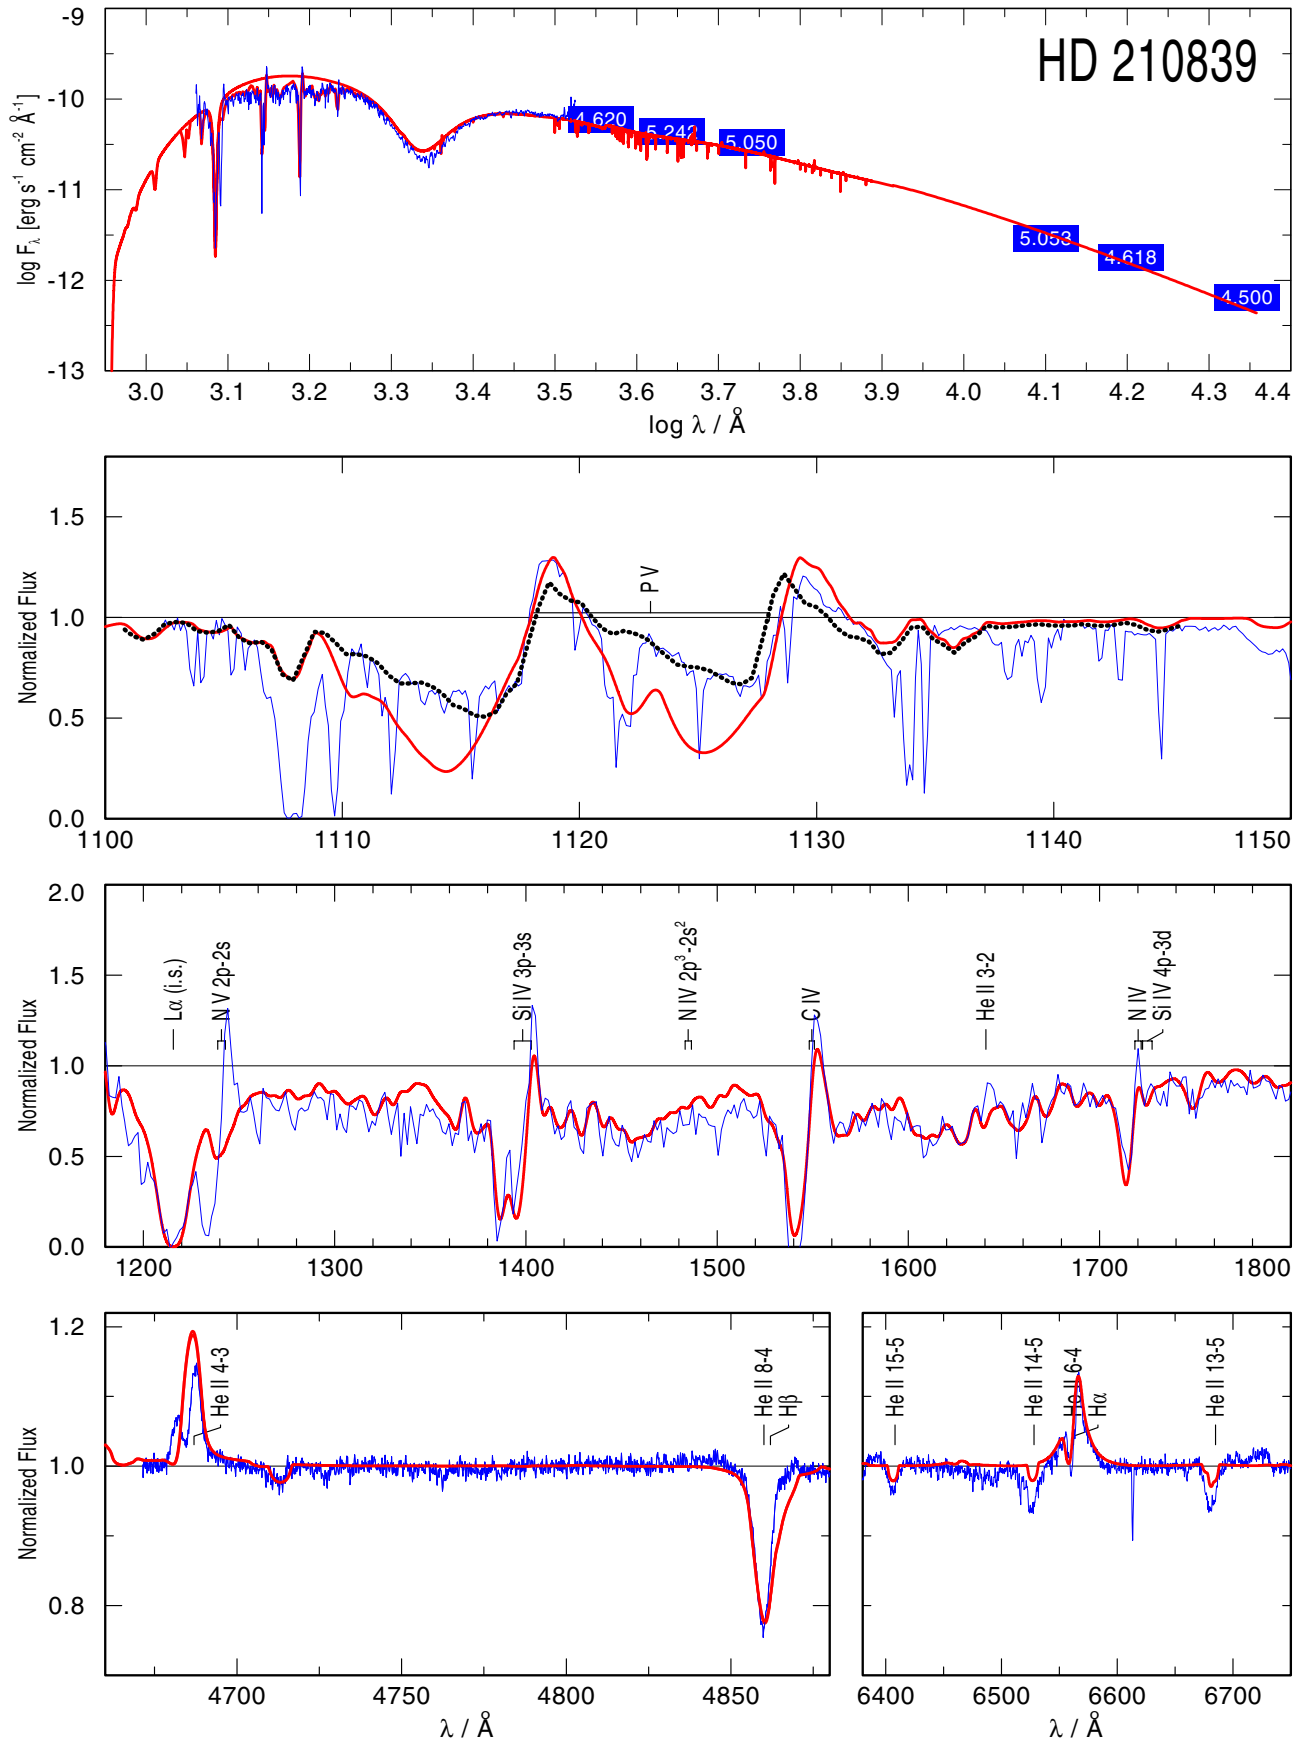 HD 210839
log Fλ [erg s-1 cm-2 Å-1]
-9
-10
-11
-12
-13
4.620
5.242
5.050
5.053
4.618
4.500
3.0 3.1 3.2 3.3 3.4 3.5 3.6 3.7 3.8 3.9 4.0 4.1 4.2 4.3 4.4
log λ / Å
Normalized Flux
1.5
1.0
0.5
0.0
P V
1100 1110 1120 1130 1140 1150
Normalized Flux
2.0
1.5
1.0
0.5
0.0
Lα (i.s.)
N V 2p-2s
Si IV 3p-3s
N IV 2p³-2s²
C IV
He II 3-2
N IV
Si IV 4p-3d
1200 1300 1400 1500 1600 1700 1800
Normalized Flux
1.2
1.0
0.8
He II 4-3
He II 8-4
Hβ
4700 4750 4800 4850
λ / Å
He II 15-5
He II 14-5
He II 6-4
Hα
He II 13-5
6400 6500 6600 6700
λ / Å